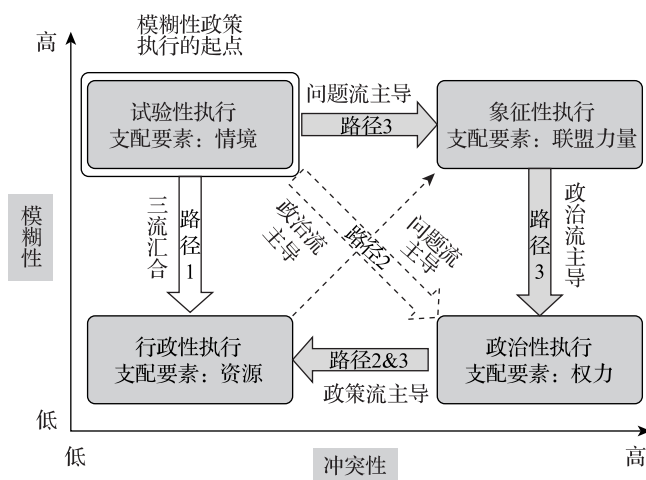 模糊性政策
执行的起点
高
试验性执行
支配要素：情境
问题流主导
路径3
象征性执行
支配要素：联盟力量
模糊性
三流汇合
路径1
政治流
主导
路径2
问题流
主导
路径3
政治流主导
行政性执行
支配要素：资源
路径2&3
政策流主导
政治性执行
支配要素：权力
低
低
冲突性
高